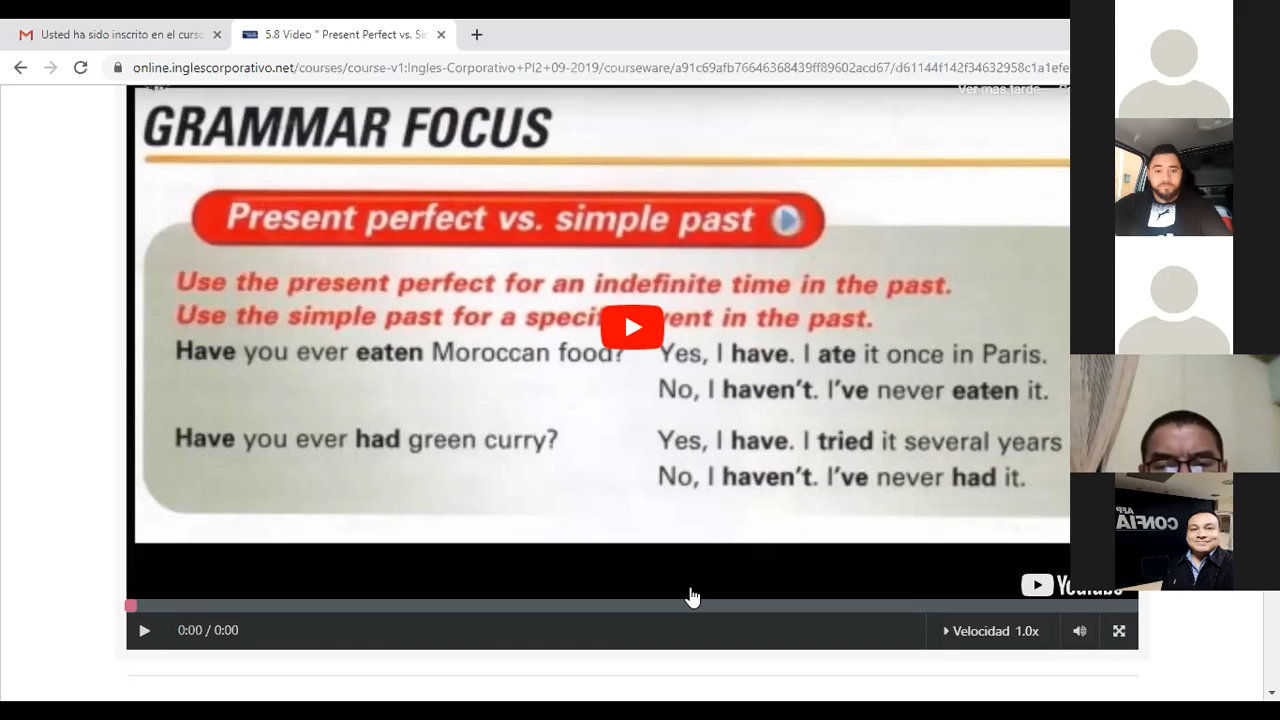 Usted ha sido inscrito en el curso
5.8 Video " Present Perfect vs. Sir
online.inglescorporativo.net/courses/course-v1:Ingles-Corporativo+PI2+09-2019/courseware/a91c69afb76646368439ff89602acd67/d61144f142f34632958c1a1efe
Ver más tarde
GRAMMAR FOCUS
Present perfect vs. simple past
Use the present perfect for an indefinite time in the past.
Use the simple past for a specific event in the past.
Have you ever eaten Moroccan food? Yes, I have. I ate it once in Paris.
No, I haven't. I've never eaten it.
Have you ever had green curry? Yes, I have. I tried it several years
No, I haven't. I've never had it.
AFP
CONFIA
YouTube
0:00 / 0:00
Velocidad 1.0x